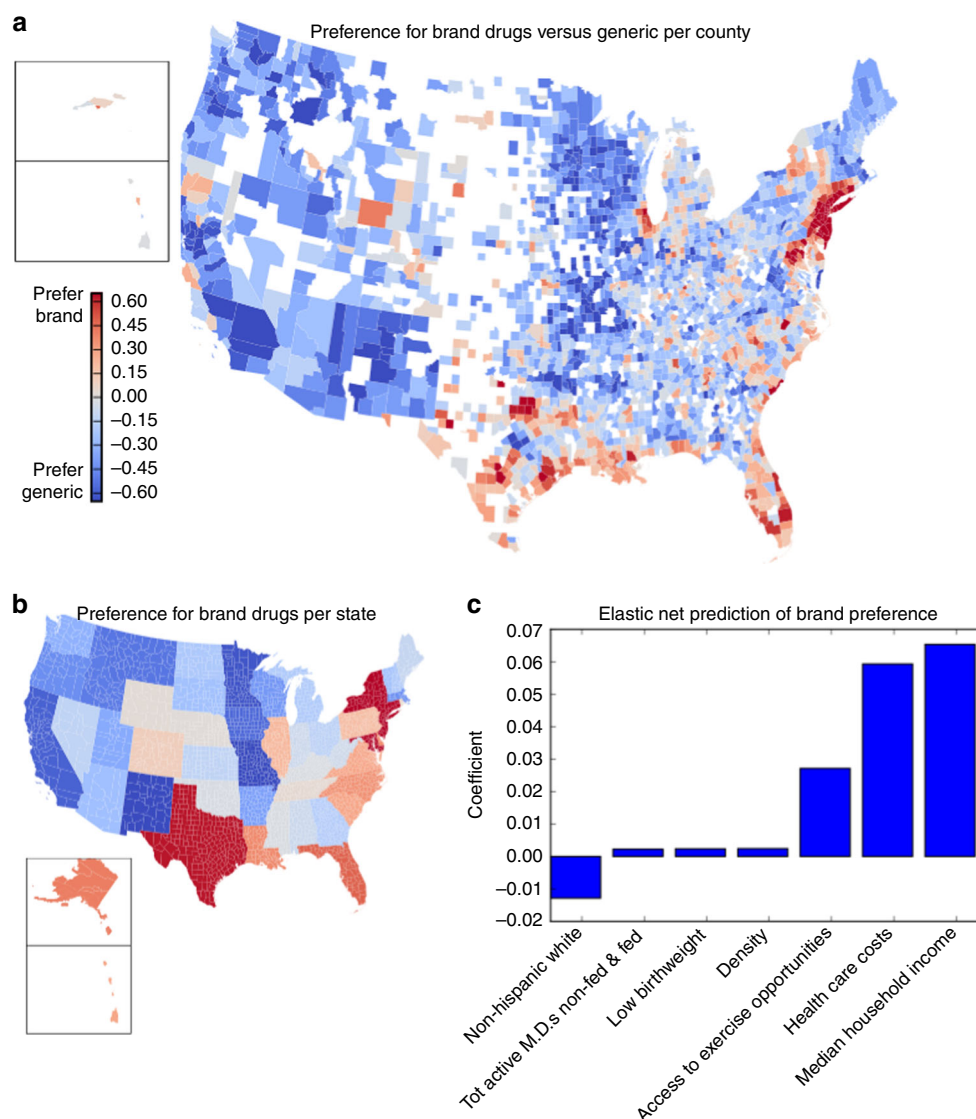 a
Preference for brand drugs versus generic per county
Prefer
brand
0.60
0.45
0.30
0.15
0.00
–0.15
–0.30
–0.45
–0.60
Prefer
generic
b
Preference for brand drugs per state
c
Elastic net prediction of brand preference
0.07
0.06
0.05
0.04
0.03
0.02
0.01
0.00
–0.01
–0.02
Coefficient
Non-hispanic white
Tot active M.D.s non-fed & fed
Low birthweight
Density
Access to exercise opportunities
Health care costs
Median household income